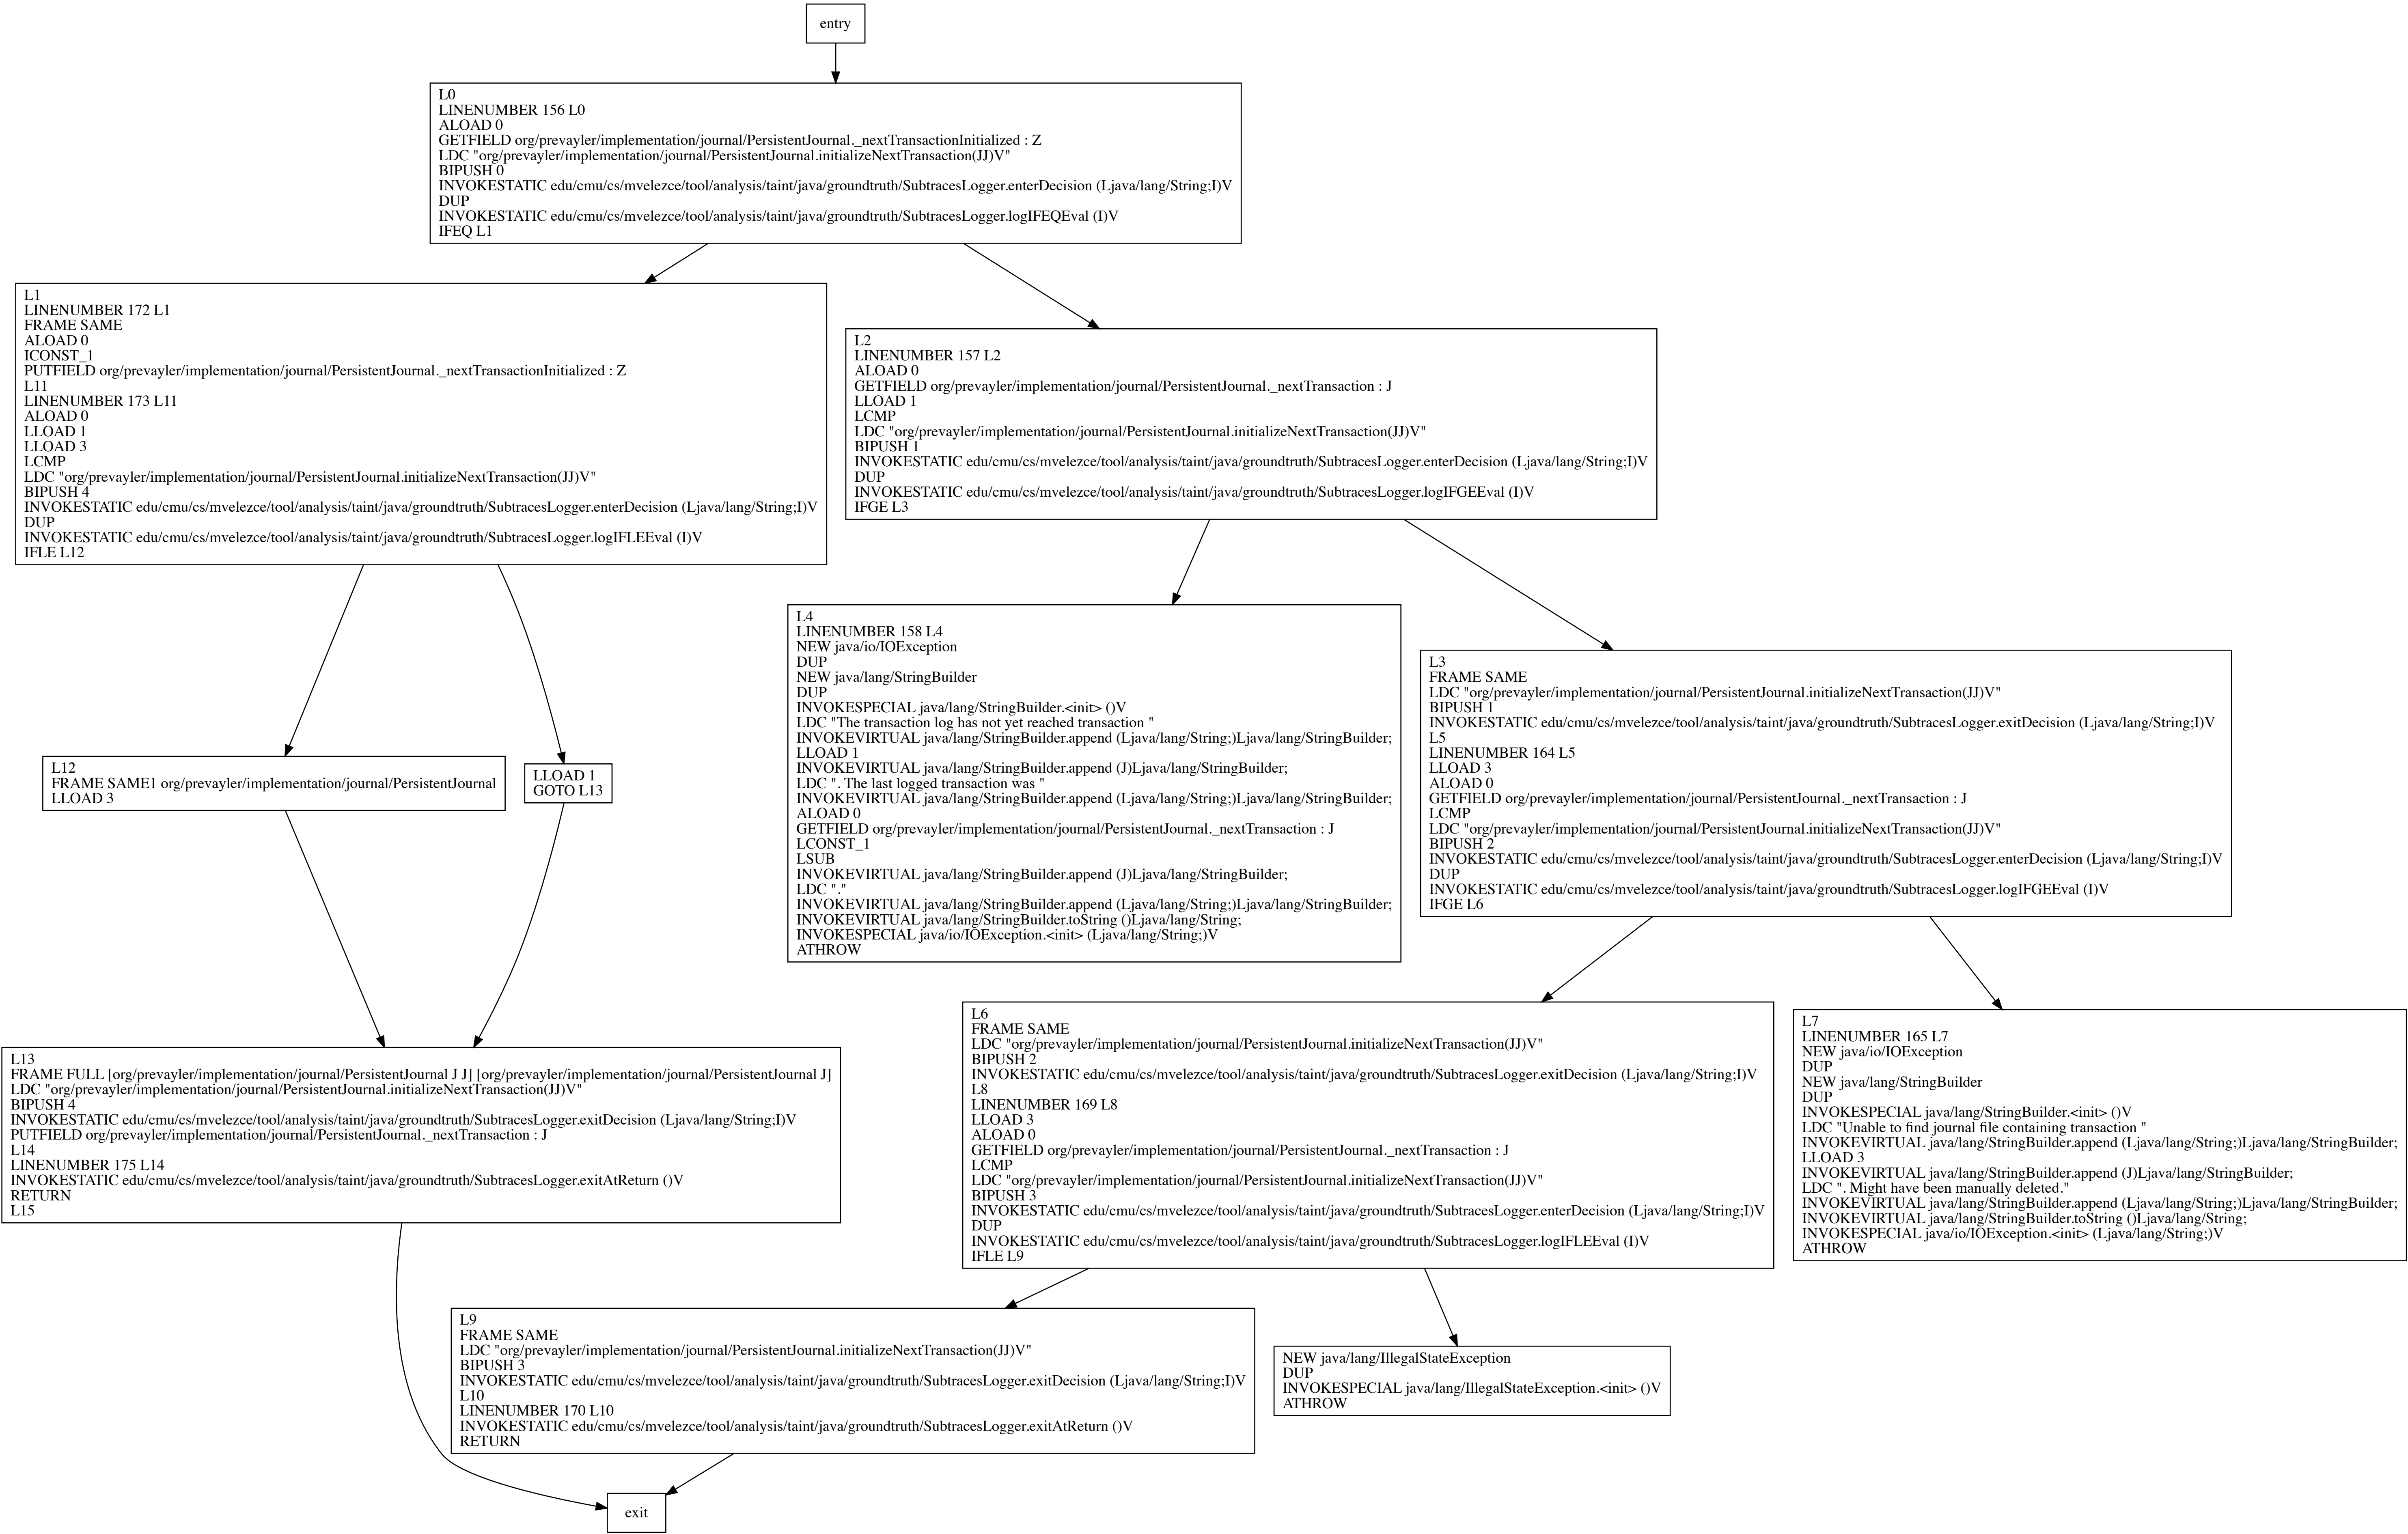 entry
L0
LINENUMBER 156 L0
ALOAD 0
GETFIELD org/prevayler/implementation/journal/PersistentJournal._nextTransactionInitialized : Z
LDC "org/prevayler/implementation/journal/PersistentJournal.initializeNextTransaction(JJ)V"
BIPUSH 0
INVOKESTATIC edu/cmu/cs/mvelezce/tool/analysis/taint/java/groundtruth/SubtracesLogger.enterDecision (Ljava/lang/String;I)V
DUP
INVOKESTATIC edu/cmu/cs/mvelezce/tool/analysis/taint/java/groundtruth/SubtracesLogger.logIFEQEval (I)V
IFEQ L1
L1
LINENUMBER 172 L1
FRAME SAME
ALOAD 0
ICONST_1
PUTFIELD org/prevayler/implementation/journal/PersistentJournal._nextTransactionInitialized : Z
L11
LINENUMBER 173 L11
ALOAD 0
LLOAD 1
LLOAD 3
LCMP
LDC "org/prevayler/implementation/journal/PersistentJournal.initializeNextTransaction(JJ)V"
BIPUSH 4
INVOKESTATIC edu/cmu/cs/mvelezce/tool/analysis/taint/java/groundtruth/SubtracesLogger.enterDecision (Ljava/lang/String;I)V
DUP
INVOKESTATIC edu/cmu/cs/mvelezce/tool/analysis/taint/java/groundtruth/SubtracesLogger.logIFLEEval (I)V
IFLE L12
L2
LINENUMBER 157 L2
ALOAD 0
GETFIELD org/prevayler/implementation/journal/PersistentJournal._nextTransaction : J
LLOAD 1
LCMP
LDC "org/prevayler/implementation/journal/PersistentJournal.initializeNextTransaction(JJ)V"
BIPUSH 1
INVOKESTATIC edu/cmu/cs/mvelezce/tool/analysis/taint/java/groundtruth/SubtracesLogger.enterDecision (Ljava/lang/String;I)V
DUP
INVOKESTATIC edu/cmu/cs/mvelezce/tool/analysis/taint/java/groundtruth/SubtracesLogger.logIFGEEval (I)V
IFGE L3
L4
LINENUMBER 158 L4
NEW java/io/IOException
DUP
NEW java/lang/StringBuilder
DUP
INVOKESPECIAL java/lang/StringBuilder.<init> ()V
LDC "The transaction log has not yet reached transaction "
INVOKEVIRTUAL java/lang/StringBuilder.append (Ljava/lang/String;)Ljava/lang/StringBuilder;
LLOAD 1
INVOKEVIRTUAL java/lang/StringBuilder.append (J)Ljava/lang/StringBuilder;
LDC ". The last logged transaction was "
INVOKEVIRTUAL java/lang/StringBuilder.append (Ljava/lang/String;)Ljava/lang/StringBuilder;
ALOAD 0
GETFIELD org/prevayler/implementation/journal/PersistentJournal._nextTransaction : J
LCONST_1
LSUB
INVOKEVIRTUAL java/lang/StringBuilder.append (J)Ljava/lang/StringBuilder;
LDC "."
INVOKEVIRTUAL java/lang/StringBuilder.append (Ljava/lang/String;)Ljava/lang/StringBuilder;
INVOKEVIRTUAL java/lang/StringBuilder.toString ()Ljava/lang/String;
INVOKESPECIAL java/io/IOException.<init> (Ljava/lang/String;)V
ATHROW
L3
FRAME SAME
LDC "org/prevayler/implementation/journal/PersistentJournal.initializeNextTransaction(JJ)V"
BIPUSH 1
INVOKESTATIC edu/cmu/cs/mvelezce/tool/analysis/taint/java/groundtruth/SubtracesLogger.exitDecision (Ljava/lang/String;I)V
L5
LINENUMBER 164 L5
LLOAD 3
ALOAD 0
GETFIELD org/prevayler/implementation/journal/PersistentJournal._nextTransaction : J
LCMP
LDC "org/prevayler/implementation/journal/PersistentJournal.initializeNextTransaction(JJ)V"
BIPUSH 2
INVOKESTATIC edu/cmu/cs/mvelezce/tool/analysis/taint/java/groundtruth/SubtracesLogger.enterDecision (Ljava/lang/String;I)V
DUP
INVOKESTATIC edu/cmu/cs/mvelezce/tool/analysis/taint/java/groundtruth/SubtracesLogger.logIFGEEval (I)V
IFGE L6
L12
FRAME SAME1 org/prevayler/implementation/journal/PersistentJournal
LLOAD 3
LLOAD 1
GOTO L13
L13
FRAME FULL [org/prevayler/implementation/journal/PersistentJournal J J] [org/prevayler/implementation/journal/PersistentJournal J]
LDC "org/prevayler/implementation/journal/PersistentJournal.initializeNextTransaction(JJ)V"
BIPUSH 4
INVOKESTATIC edu/cmu/cs/mvelezce/tool/analysis/taint/java/groundtruth/SubtracesLogger.exitDecision (Ljava/lang/String;I)V
PUTFIELD org/prevayler/implementation/journal/PersistentJournal._nextTransaction : J
L14
LINENUMBER 175 L14
INVOKESTATIC edu/cmu/cs/mvelezce/tool/analysis/taint/java/groundtruth/SubtracesLogger.exitAtReturn ()V
RETURN
L15
L6
FRAME SAME
LDC "org/prevayler/implementation/journal/PersistentJournal.initializeNextTransaction(JJ)V"
BIPUSH 2
INVOKESTATIC edu/cmu/cs/mvelezce/tool/analysis/taint/java/groundtruth/SubtracesLogger.exitDecision (Ljava/lang/String;I)V
L8
LINENUMBER 169 L8
LLOAD 3
ALOAD 0
GETFIELD org/prevayler/implementation/journal/PersistentJournal._nextTransaction : J
LCMP
LDC "org/prevayler/implementation/journal/PersistentJournal.initializeNextTransaction(JJ)V"
BIPUSH 3
INVOKESTATIC edu/cmu/cs/mvelezce/tool/analysis/taint/java/groundtruth/SubtracesLogger.enterDecision (Ljava/lang/String;I)V
DUP
INVOKESTATIC edu/cmu/cs/mvelezce/tool/analysis/taint/java/groundtruth/SubtracesLogger.logIFLEEval (I)V
IFLE L9
L7
LINENUMBER 165 L7
NEW java/io/IOException
DUP
NEW java/lang/StringBuilder
DUP
INVOKESPECIAL java/lang/StringBuilder.<init> ()V
LDC "Unable to find journal file containing transaction "
INVOKEVIRTUAL java/lang/StringBuilder.append (Ljava/lang/String;)Ljava/lang/StringBuilder;
LLOAD 3
INVOKEVIRTUAL java/lang/StringBuilder.append (J)Ljava/lang/StringBuilder;
LDC ". Might have been manually deleted."
INVOKEVIRTUAL java/lang/StringBuilder.append (Ljava/lang/String;)Ljava/lang/StringBuilder;
INVOKEVIRTUAL java/lang/StringBuilder.toString ()Ljava/lang/String;
INVOKESPECIAL java/io/IOException.<init> (Ljava/lang/String;)V
ATHROW
L9
FRAME SAME
LDC "org/prevayler/implementation/journal/PersistentJournal.initializeNextTransaction(JJ)V"
BIPUSH 3
INVOKESTATIC edu/cmu/cs/mvelezce/tool/analysis/taint/java/groundtruth/SubtracesLogger.exitDecision (Ljava/lang/String;I)V
L10
LINENUMBER 170 L10
INVOKESTATIC edu/cmu/cs/mvelezce/tool/analysis/taint/java/groundtruth/SubtracesLogger.exitAtReturn ()V
RETURN
NEW java/lang/IllegalStateException
DUP
INVOKESPECIAL java/lang/IllegalStateException.<init> ()V
ATHROW
exit